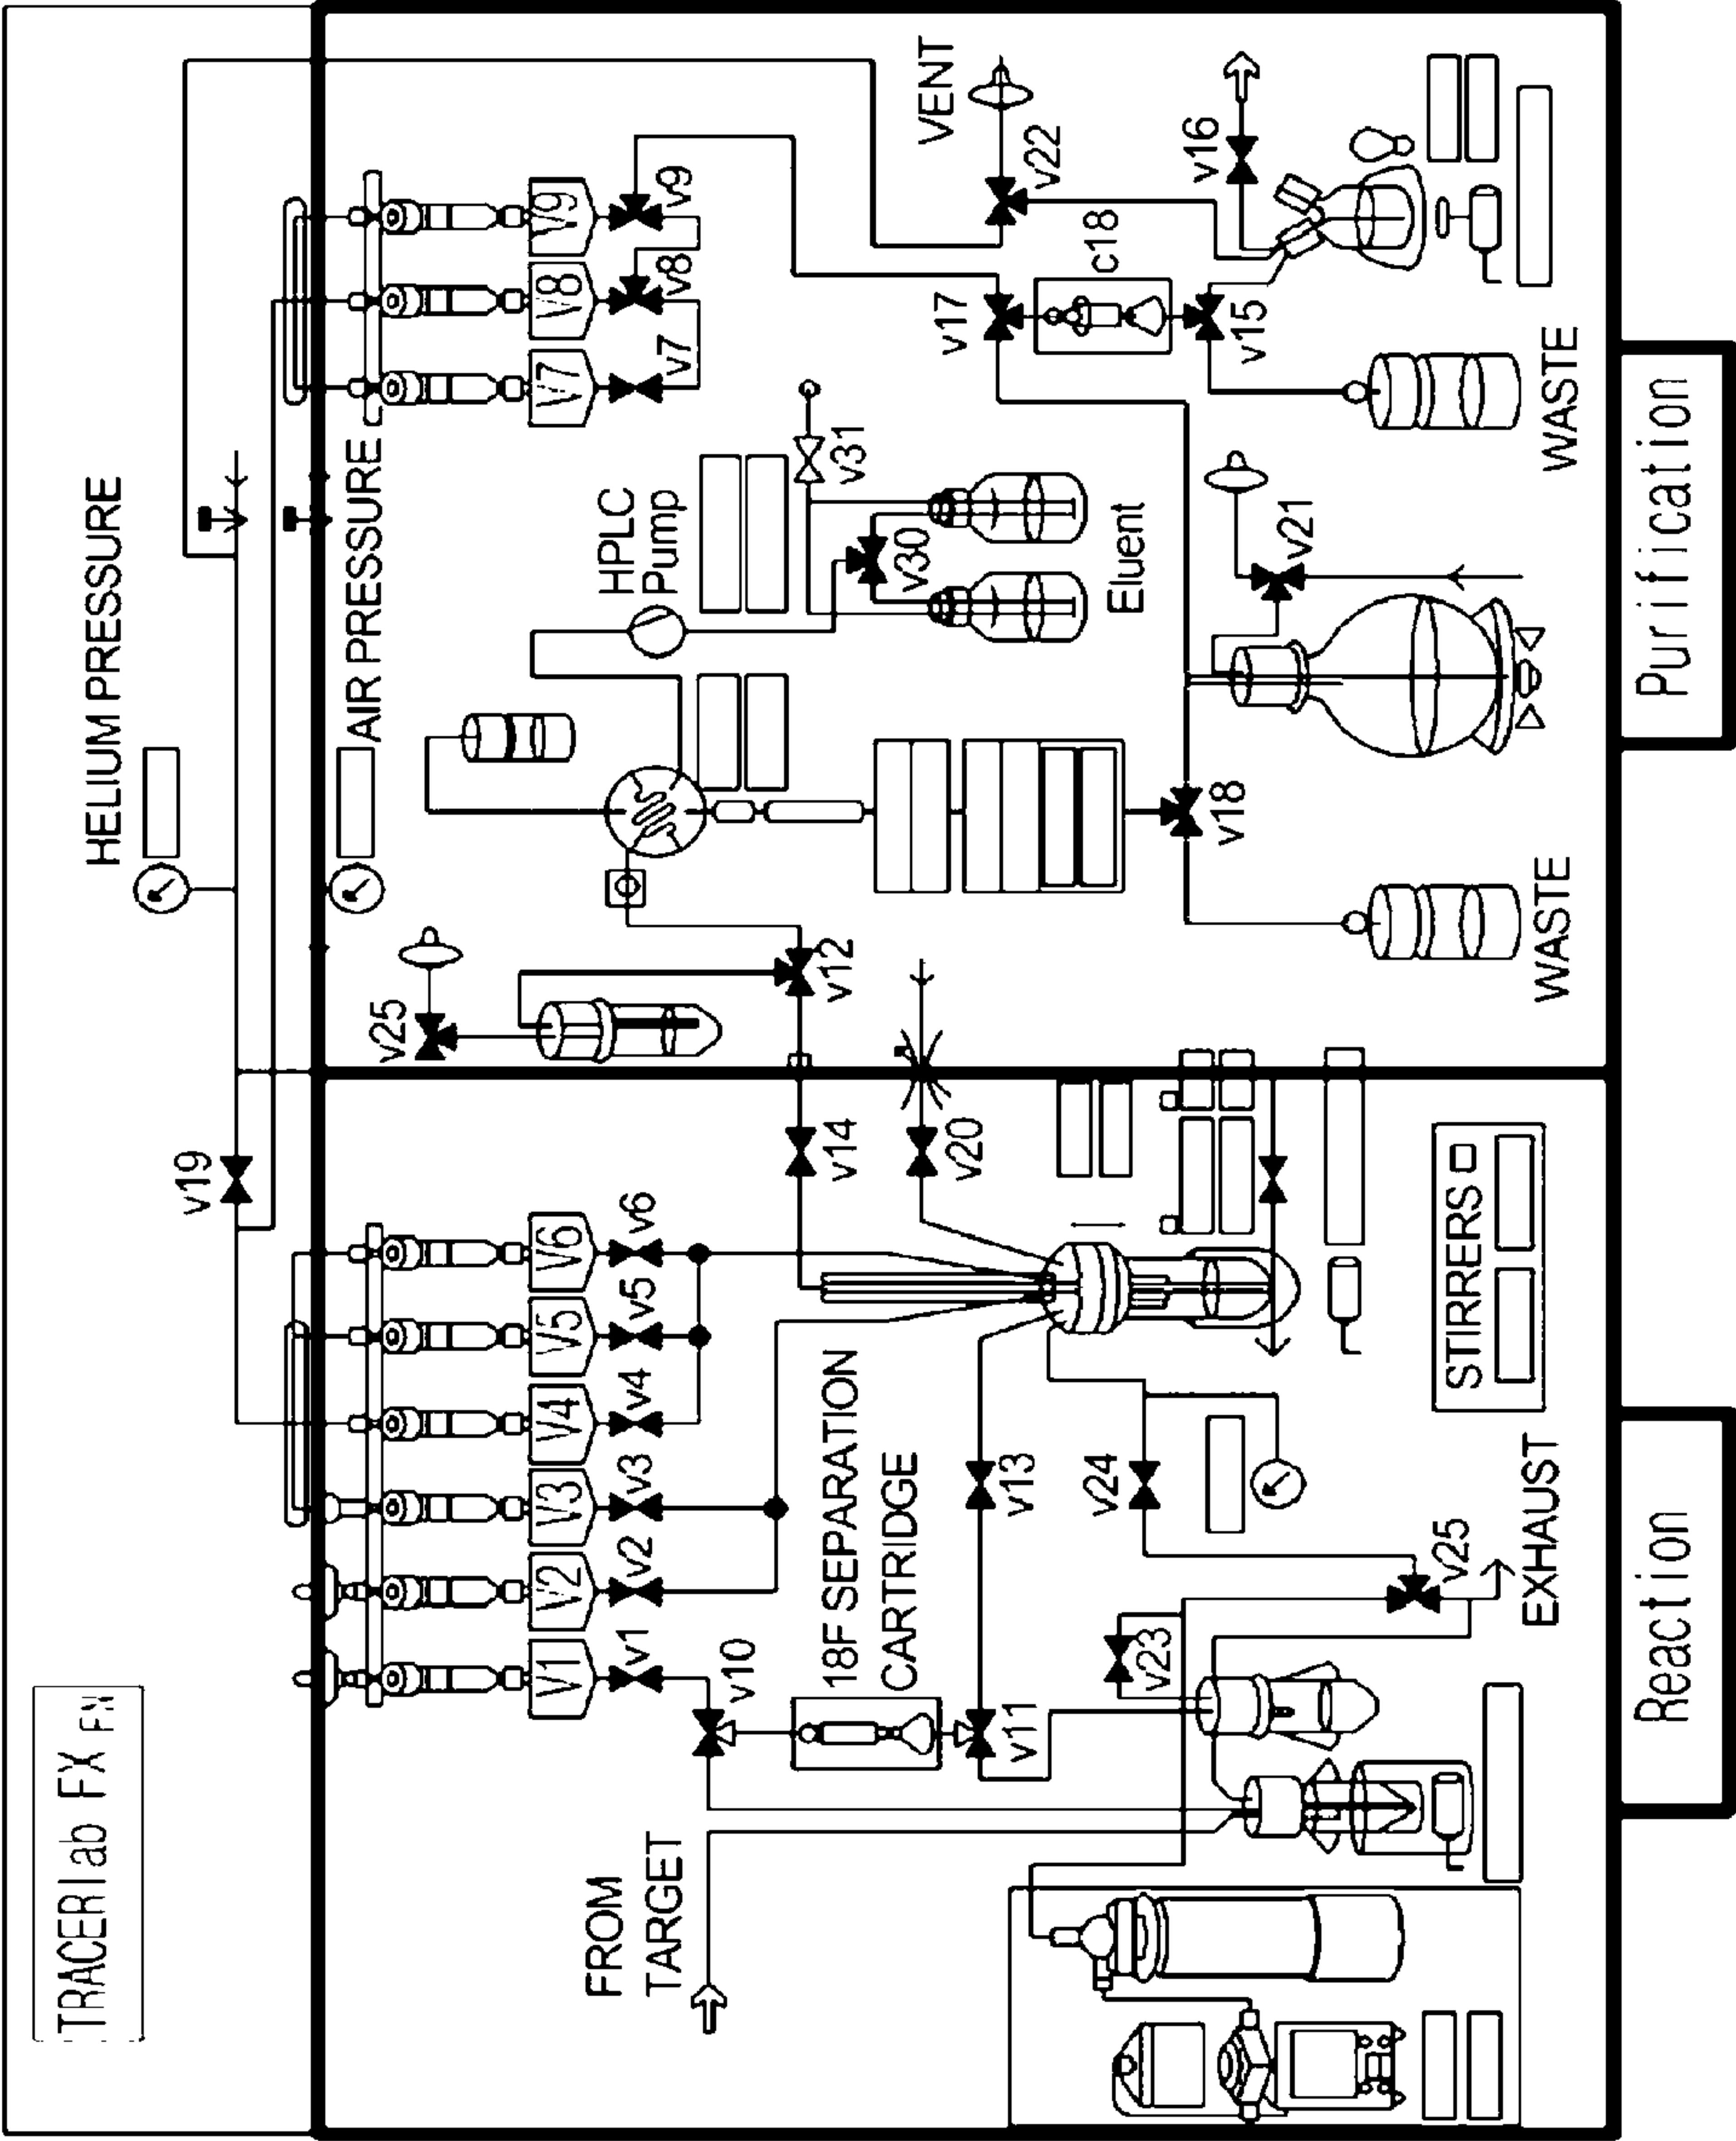 TRACERlab FX FN
HELIUM PRESSURE
v19
AIR PRESSURE
V1
V2
V3
V4
V5
V6
V7
V8
V9
v1
v2
v3
v4
v5
v6
v7
v8
v9
v25
HPLC
Pump
FROM
TARGET
v10
v14
v12
v31
v30
18F SEPARATION
CARTRIDGE
v20
VENT
v17
v22
v11
v13
Eluent
c18
v23
v24
v18
v15
v16
v21
v25
STIRRERS
EXHAUST
WASTE
WASTE
Reaction
Purification